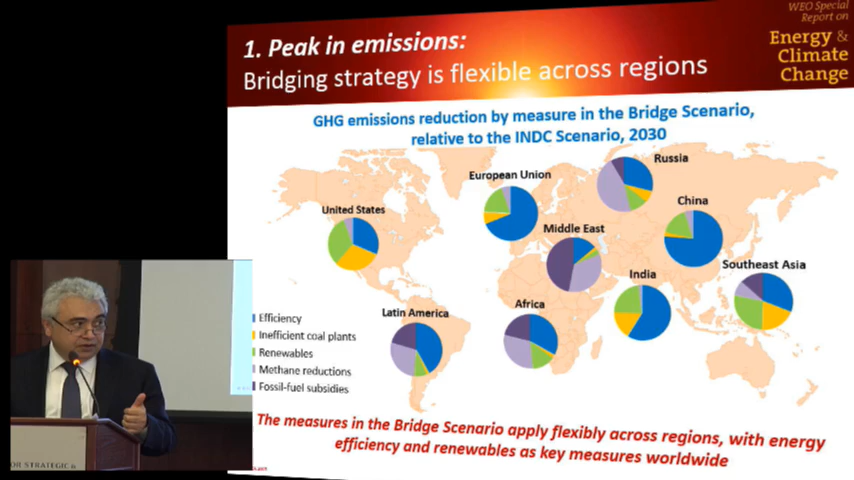 WEO Special
Report on
Energy &
Climate
Change
1. Peak in emissions:
Bridging strategy is flexible across regions
GHG emissions reduction by measure in the Bridge Scenario,
relative to the INDC Scenario, 2030
Russia
European Union
China
United States
Middle East
Southeast Asia
India
Africa
Latin America
Efficiency
Inefficient coal plants
Renewables
Methane reductions
Fossil-fuel subsidies
The measures in the Bridge Scenario apply flexibly across regions, with energy
efficiency and renewables as key measures worldwide
OR STRATEGIC &